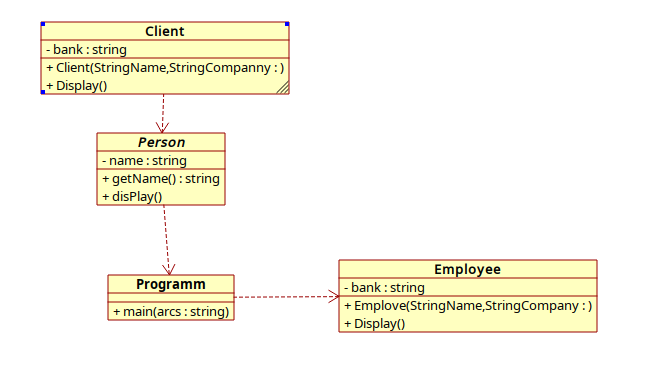 Client
- bank : string
+ Client(StringName,StringCompanny : )
+ Display()
Person
- name : string
+ getName() : string
+ disPlay()
Programm
+ main(arcs : string)
Employee
- bank : string
+ Emplove(StringName,StringCompany : )
+ Display()